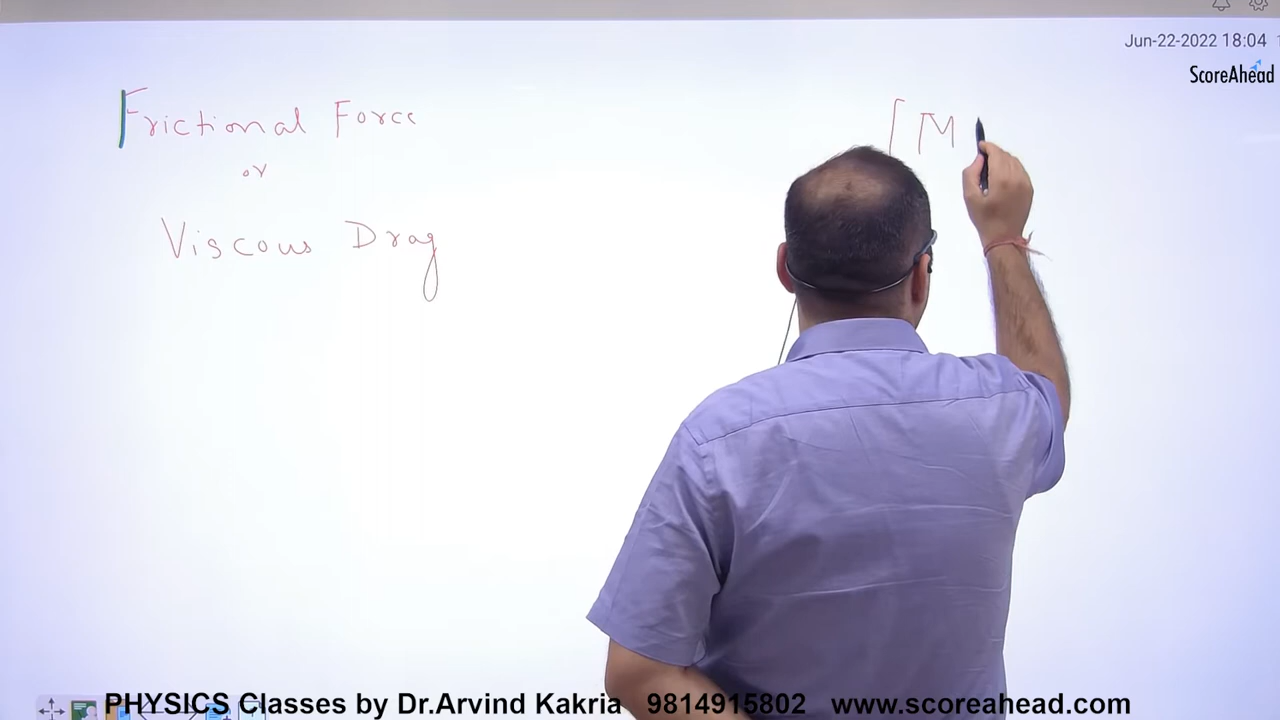 Jun-22-2022 18:04
ScoreAhead
Frictional Force
or
Viscous Drag
[M
PHYSICS Classes by Dr.Arvind Kakria 9814915802 www.scoreahead.com